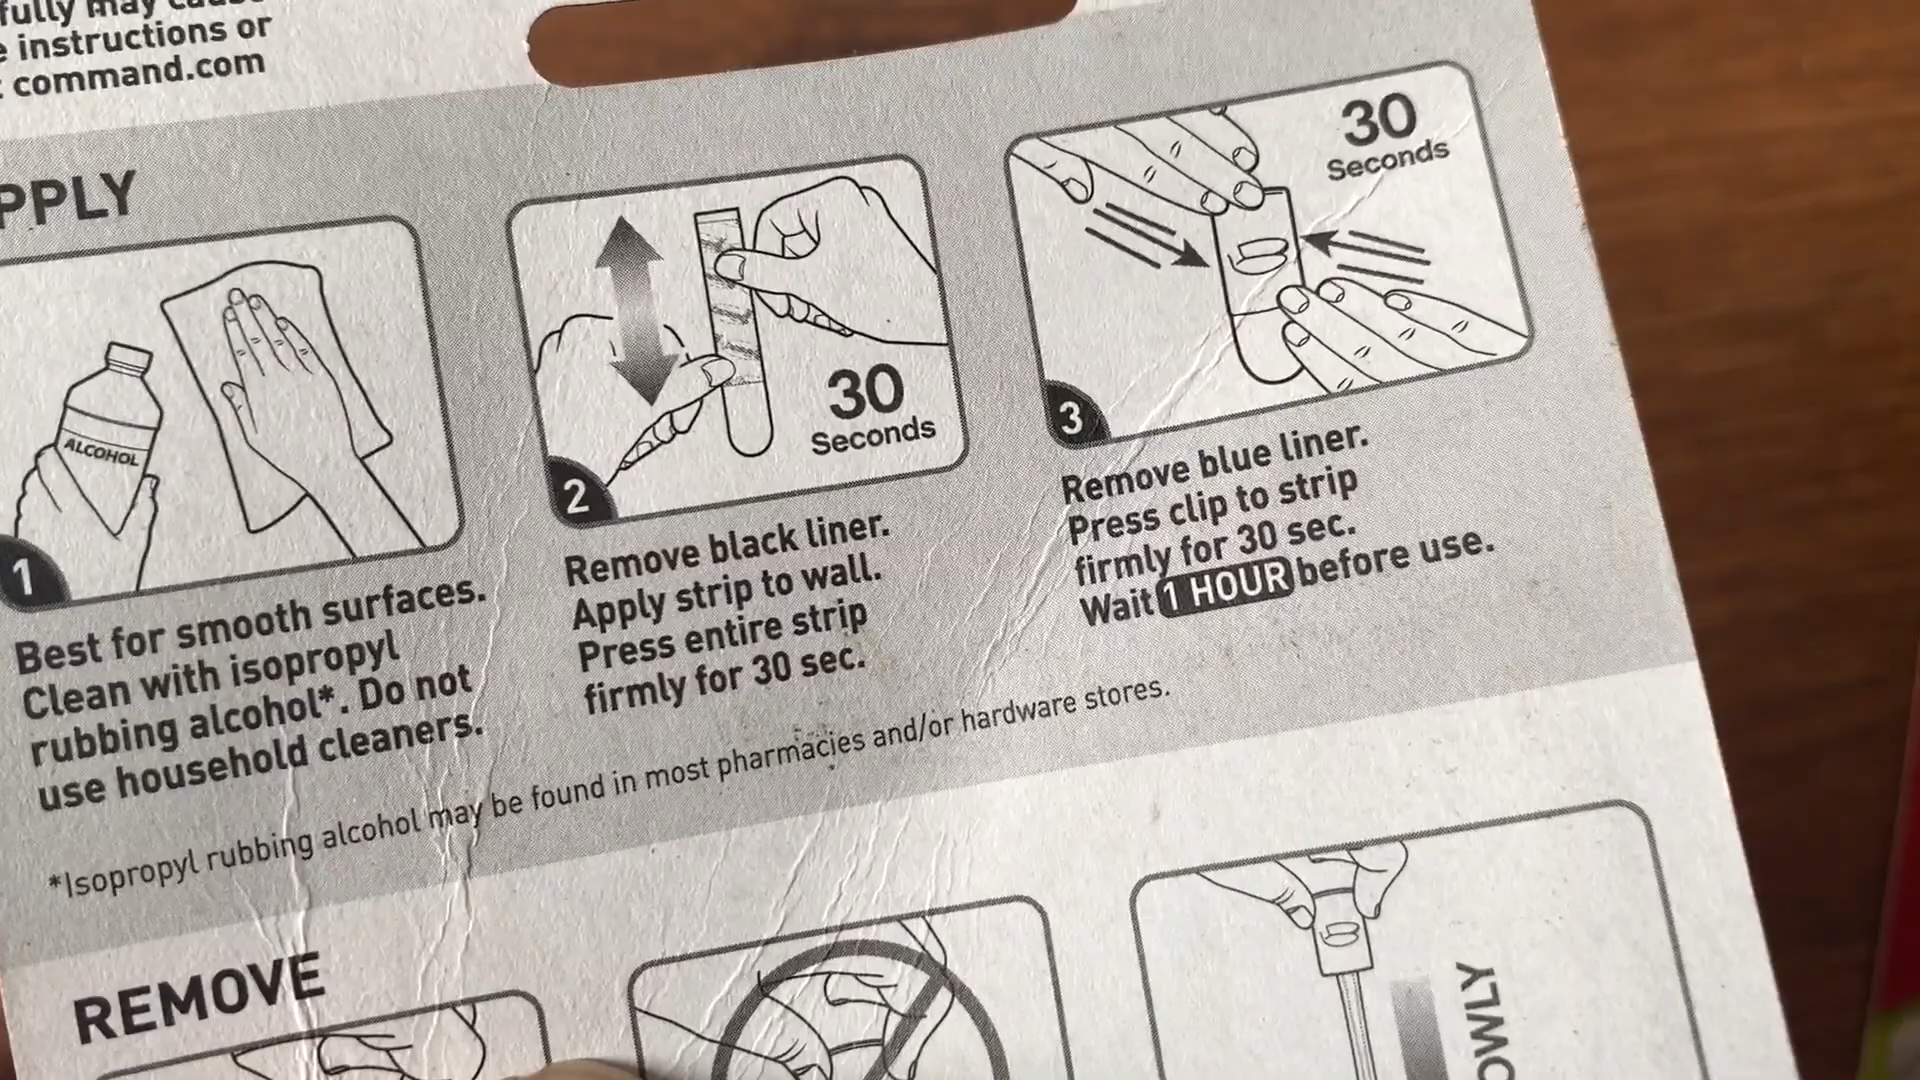 fully may
instructions or
command.com
PPLY
ALCOHOL
1
Best for smooth surfaces.
Clean with isopropyl
rubbing alcohol*. Do not
use household cleaners.
30
Seconds
2
Remove black liner.
Apply strip to wall.
Press entire strip
firmly for 30 sec.
30
Seconds
3
Remove blue liner.
Press clip to strip
firmly for 30 sec.
Wait 1 HOUR before use.
*Isopropyl rubbing alcohol may be found in most pharmacies and/or hardware stores.
REMOVE
OWLY